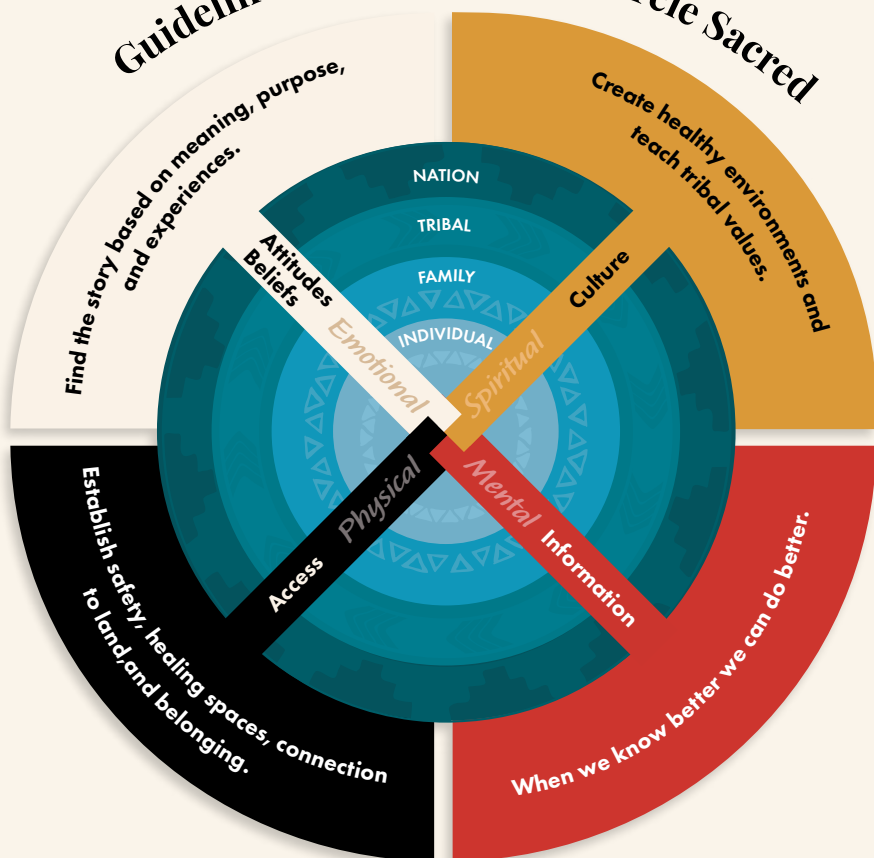 Sacred
Find the story based on meaning, purpose,
and experiences.
Create healthy environments and
teach tribal values.
NATION
TRIBAL
FAMILY
INDIVIDUAL
Attitudes
Beliefs
Emotional
Culture
Spiritual
Access
Physical
Mental
Information
Establish safety, healing spaces, connection
to land,and belonging.
When we know better we can do better.